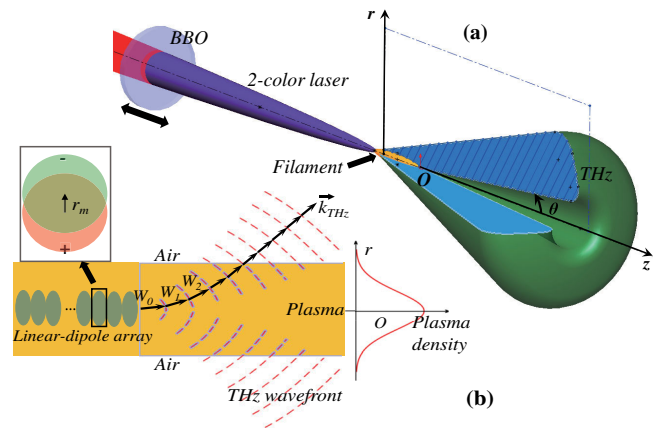 r
(a)
BBO
2-color laser
Filament
O
THz
θ
z
-
r_m
+
k_THz
Air
W_0
W_1
W_2
...
Linear-dipole array
Plasma
Air
THz wavefront
r
O
Plasma
density
(b)